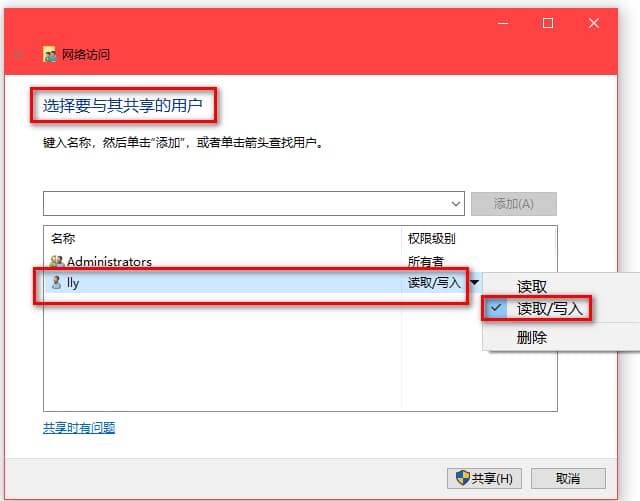 网络访问
选择要与其共享的用户
键入名称，然后单击“添加”，或者单击箭头查找用户。
添加(A)
名称 权限级别
Administrators 所有者
lly 读取/写入
读取
读取/写入
删除
共享时有问题
共享(H) 取消